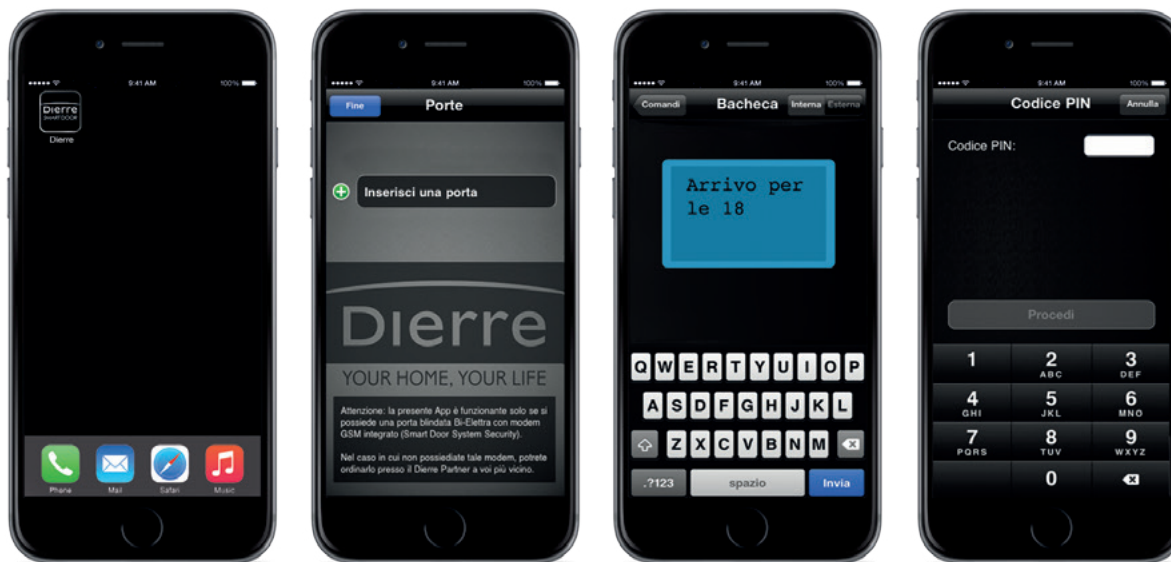 9:41 AM
100%
Dierre
SMART DOOR
Dierre
Phone
Mail
Safari
Music
9:41 AM
100%
Fine
Porte
Inserisci una porta
Dierre
YOUR HOME, YOUR LIFE
Attenzione: la presente App è funzionante solo se si
possiede una porta blindata Bi-Elettra con modem
GSM integrato (Smart Door System Security).
Nel caso in cui non possediate tale modem, potrete
ordinarlo presso il Dierre Partner a voi più vicino.
9:41 AM
100%
Comandi
Bacheca
Interna
Esterna
Arrivo per
le 18
Q W E R T Y U I O P
A S D F G H J K L
Z X C V B N M
.?123
spazio
Invia
9:41 AM
100%
Codice PIN
Annulla
Codice PIN:
Procedi
1 2 3
ABC DEF
4 5 6
GHI JKL MNO
7 8 9
PQRS TUV WXYZ
0